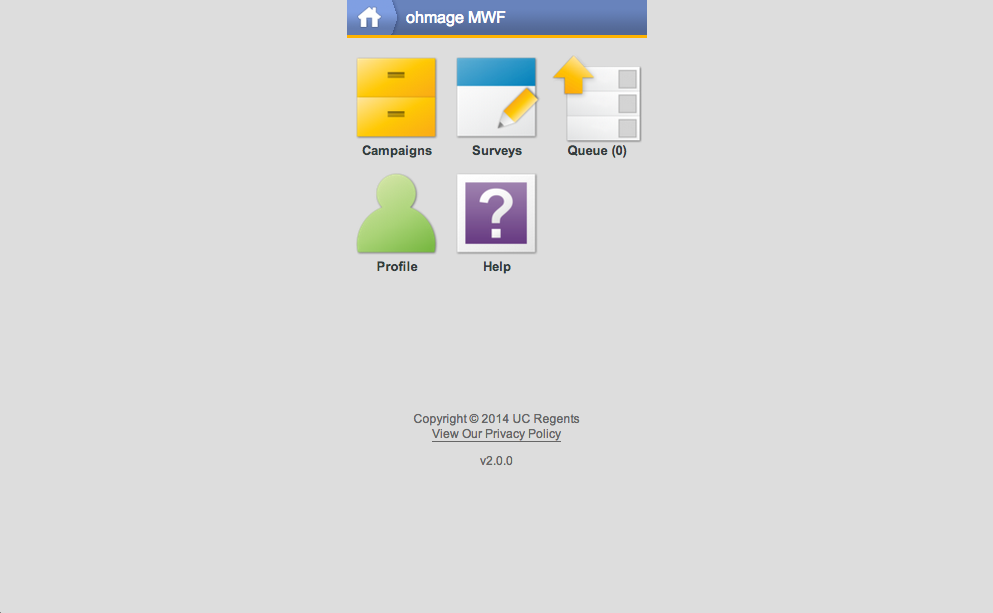 ohmage MWF
Campaigns
Surveys
Queue (0)
?
Profile
Help
Copyright © 2014 UC Regents
View Our Privacy Policy
v2.0.0